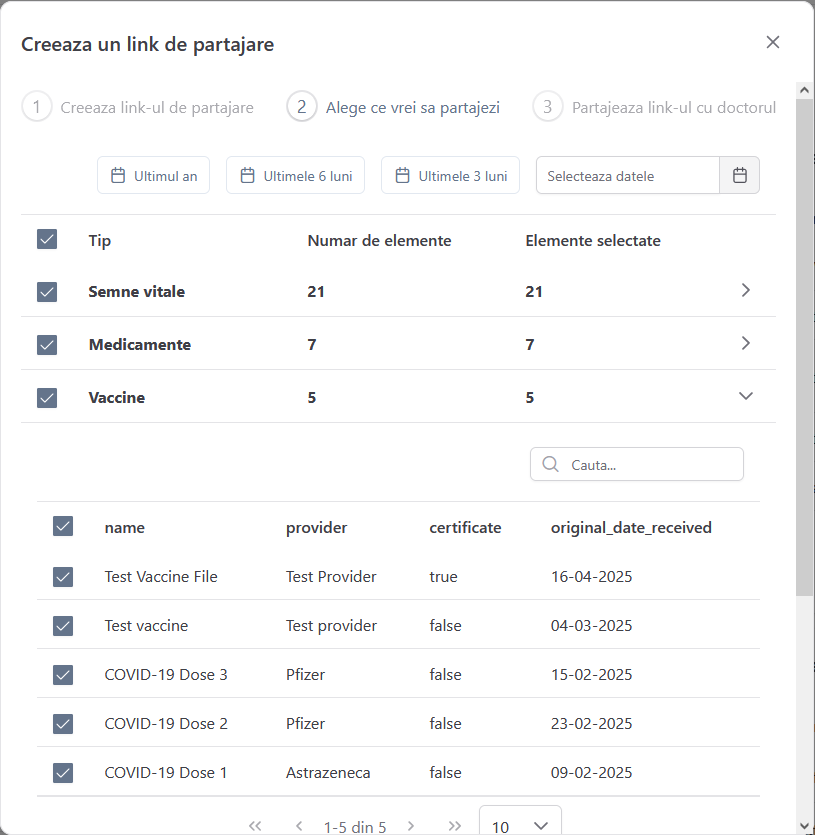 Creeaza un link de partajare
1 Creeaza link-ul de partajare 2 Alege ce vrei sa partajezi 3 Partajeaza link-ul cu doctorul
Ultimul an Ultimele 6 luni Ultimele 3 luni Selecteaza datele
Tip Numar de elemente Elemente selectate
Semne vitale 21 21
Medicamente 7 7
Vaccine 5 5
Cauta...
name provider certificate original_date_received
Test Vaccine File Test Provider true 16-04-2025
Test vaccine Test provider false 04-03-2025
COVID-19 Dose 3 Pfizer false 15-02-2025
COVID-19 Dose 2 Pfizer false 23-02-2025
COVID-19 Dose 1 Astrazeneca false 09-02-2025
1-5 din 5 10